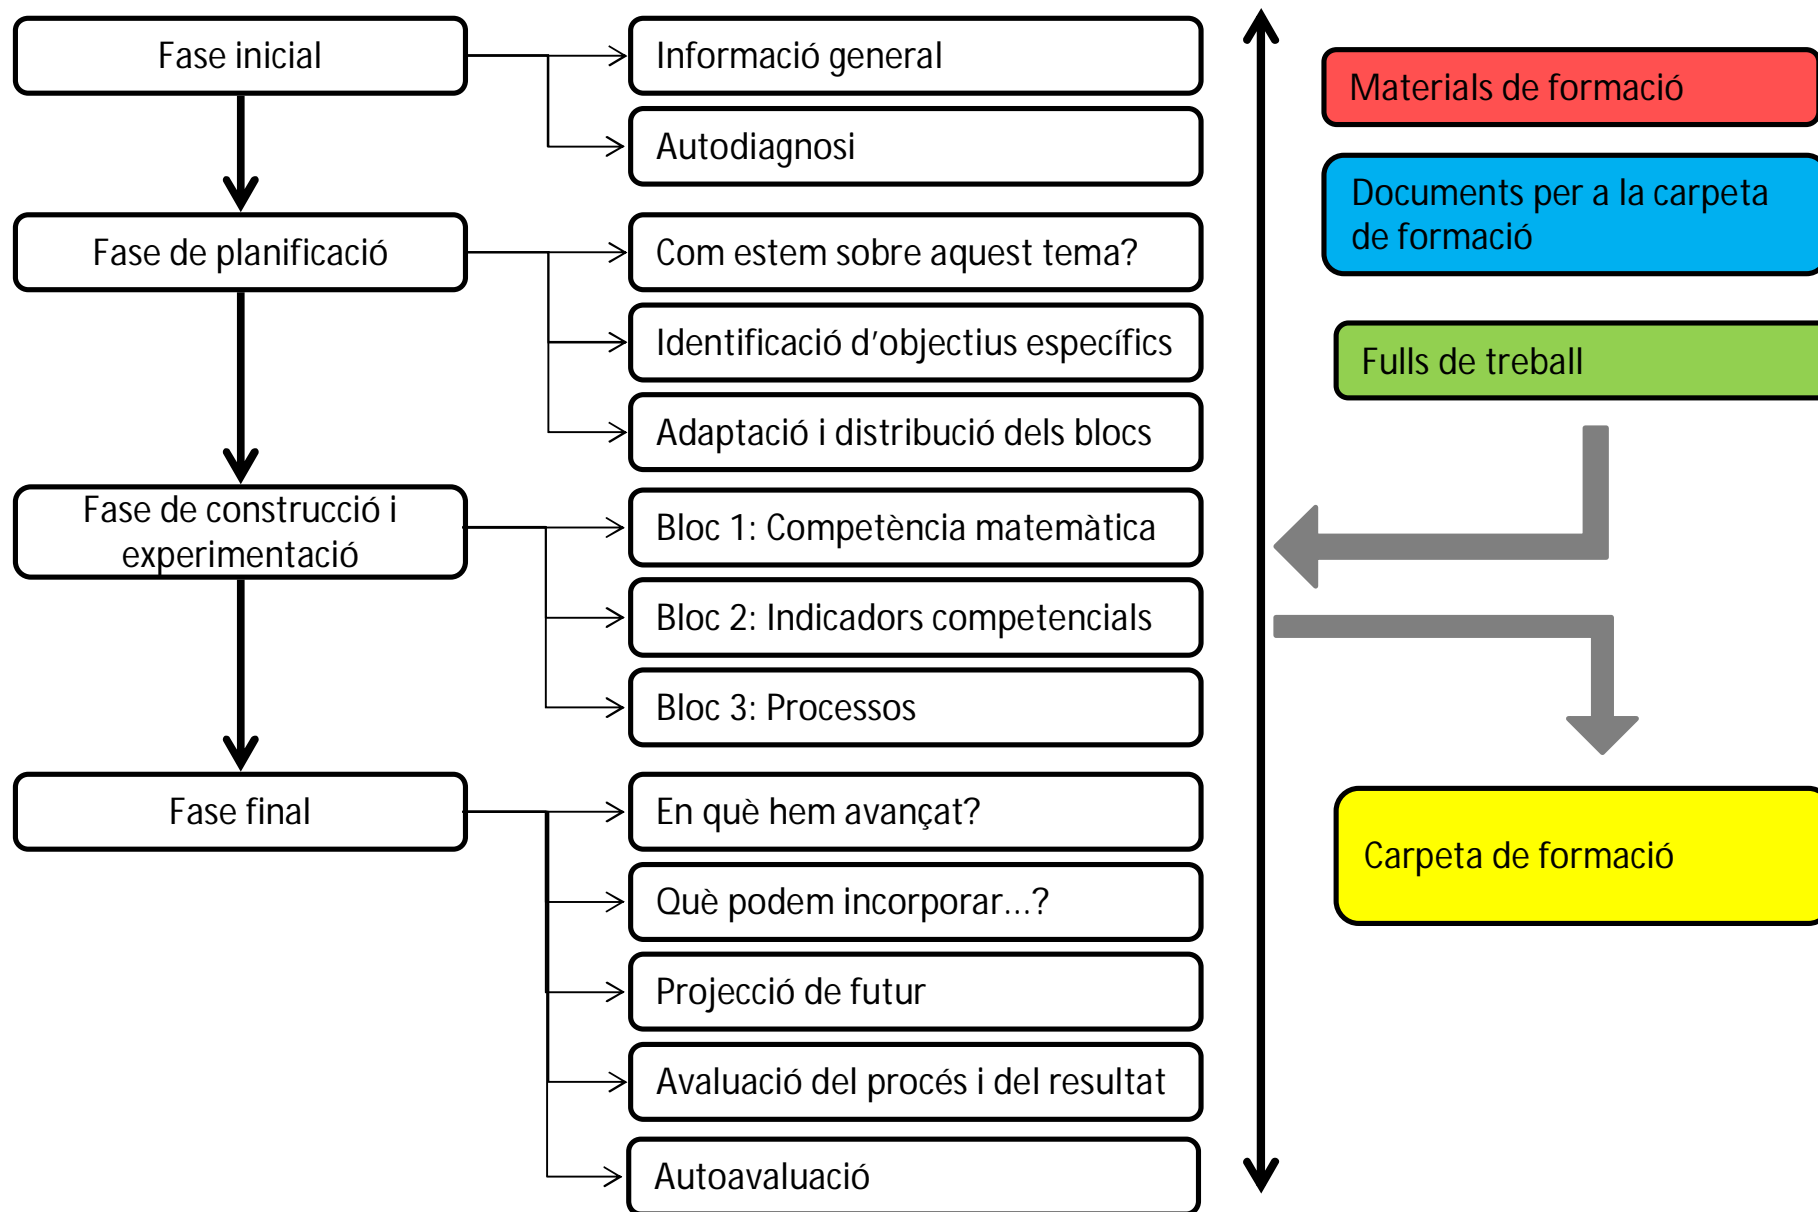 Fase inicial
Informació general
Autodiagnosi
Fase de planificació
Com estem sobre aquest tema?
Identificació d'objectius específics
Adaptació i distribució dels blocs
Fase de construcció i
experimentació
Bloc 1: Competència matemàtica
Bloc 2: Indicadors competencials
Bloc 3: Processos
Fase final
En què hem avançat?
Què podem incorporar...?
Projecció de futur
Avaluació del procés i del resultat
Autoavaluació
Materials de formació
Documents per a la carpeta
de formació
Fulls de treball
Carpeta de formació